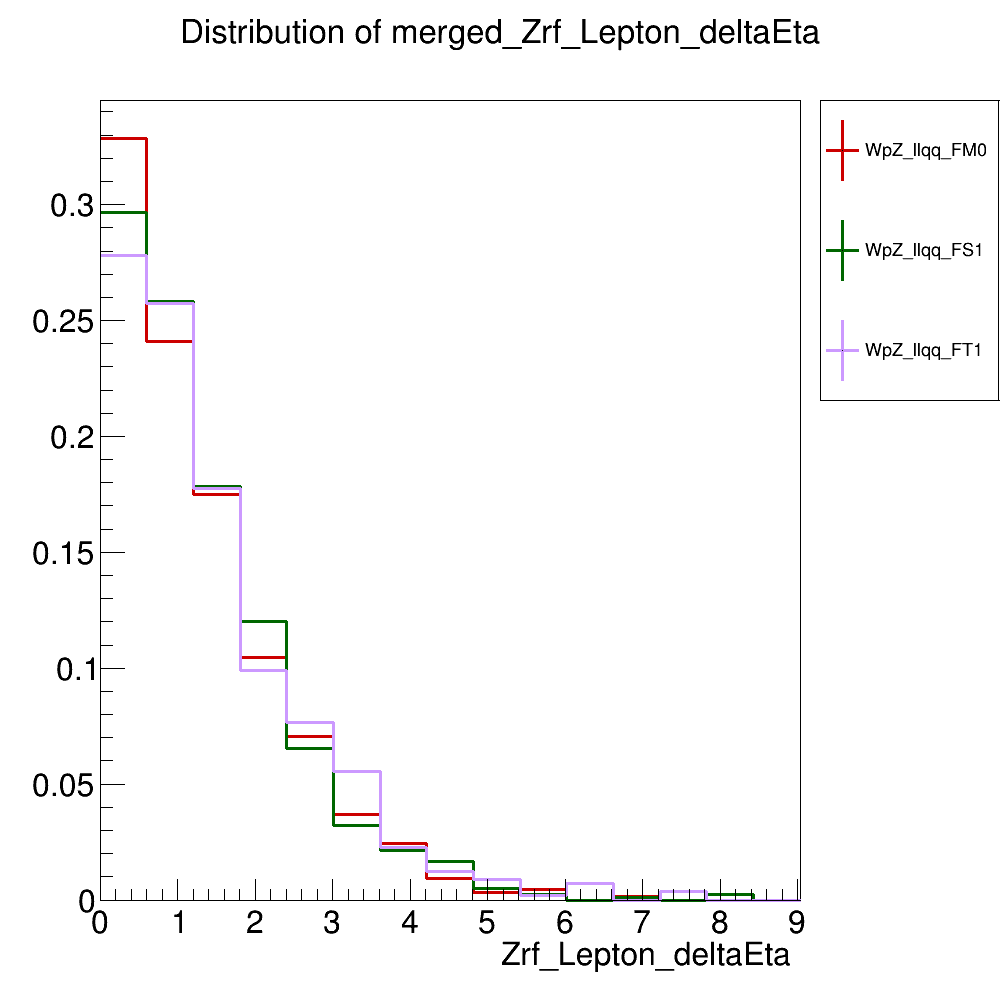 Distribution of merged_Zrf_Lepton_deltaEta
WpZ_llqq_FM0
WpZ_llqq_FS1
WpZ_llqq_FT1
0.3
0.25
0.2
0.15
0.1
0.05
0
0 1 2 3 4 5 6 7 8 9
Zrf_Lepton_deltaEta